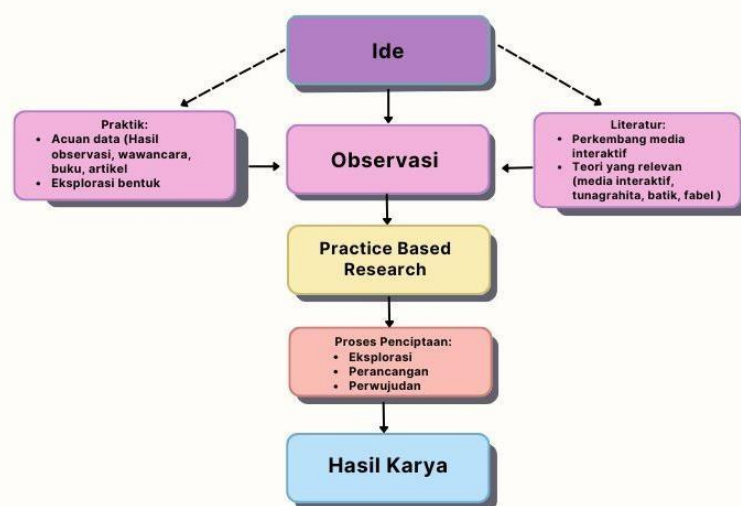 Ide
Praktik:
• Acuan data (Hasil
observasi, wawancara,
buku, artikel
• Eksplorasi bentuk
Observasi
Literatur:
• Perkembang media
interaktif
• Teori yang relevan
(media interaktif,
tunagrahita, batik, fabel )
Practice Based
Research
Proses Penciptaan:
• Eksplorasi
• Perancangan
• Perwujudan
Hasil Karya